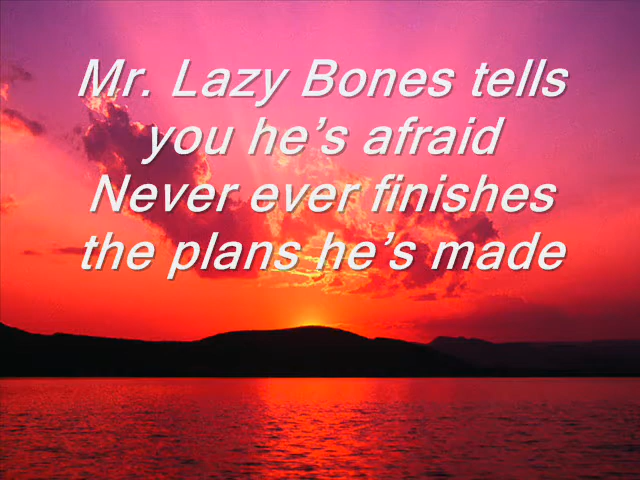 Mr. Lazy Bones tells
you he’s afraid
Never ever finishes
the plans he’s made